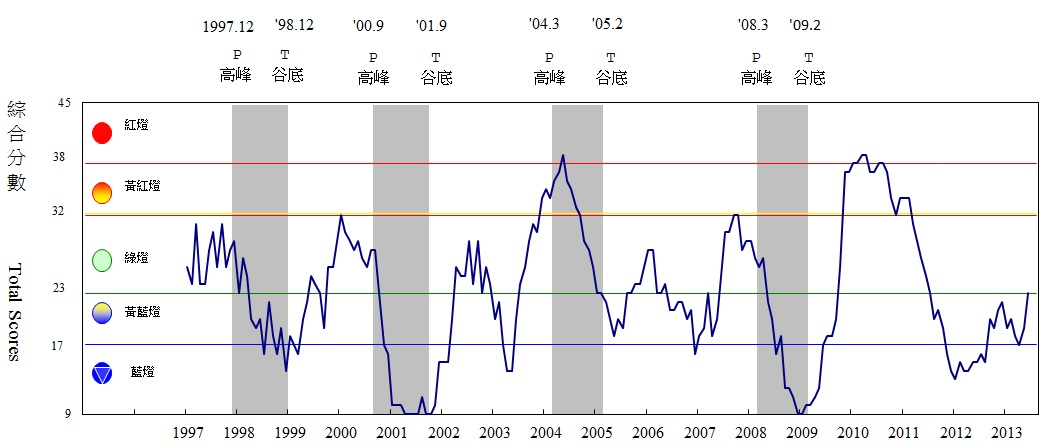 1997.12 '98.12 '00.9 '01.9 '04.3 '05.2 '08.3 '09.2
P T P T P T P T
高峰 谷底 高峰 谷底 高峰 谷底 高峰 谷底
綜合分數 Total Scores
45
紅燈
38
黃紅燈
32
綠燈
23
黃藍燈
17
藍燈
9
1997 1998 1999 2000 2001 2002 2003 2004 2005 2006 2007 2008 2009 2010 2011 2012 2013